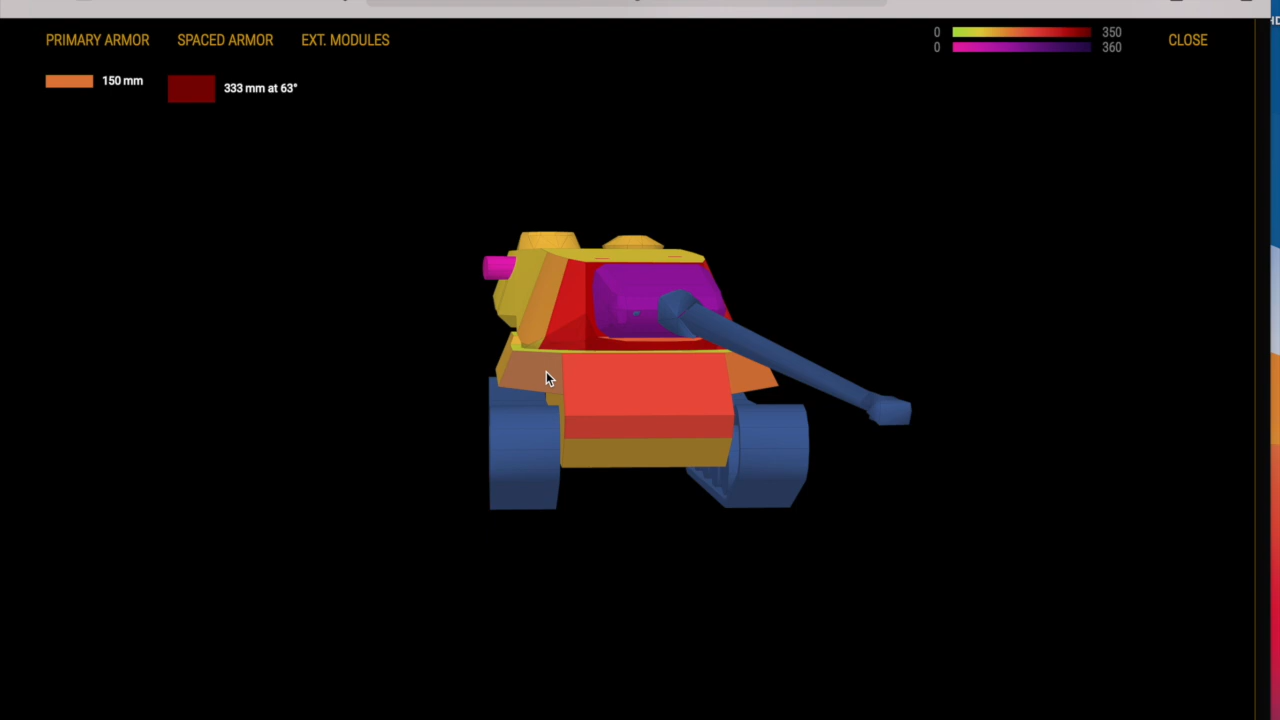 PRIMARY ARMOR SPACED ARMOR EXT. MODULES 0 350 CLOSE
0 360
150 mm 333 mm at 63°